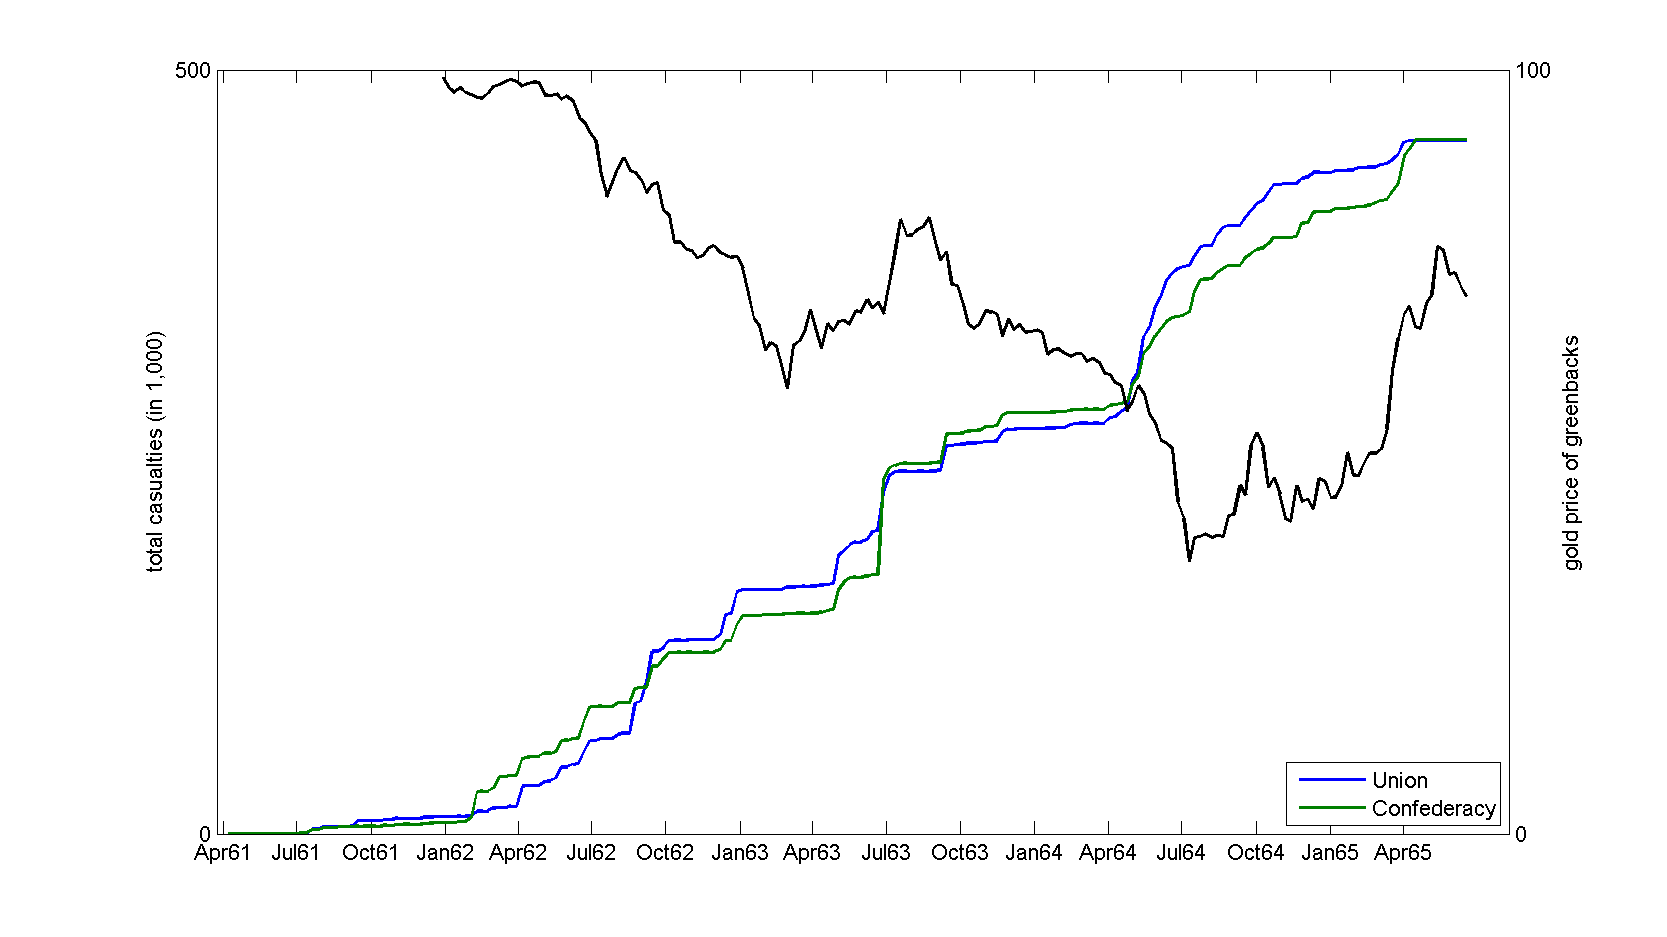 500
100
total casualties (in 1,000)
gold price of greenbacks
Union
Confederacy
0
0
Apr61 Jul61 Oct61 Jan62 Apr62 Jul62 Oct62 Jan63 Apr63 Jul63 Oct63 Jan64 Apr64 Jul64 Oct64 Jan65 Apr65